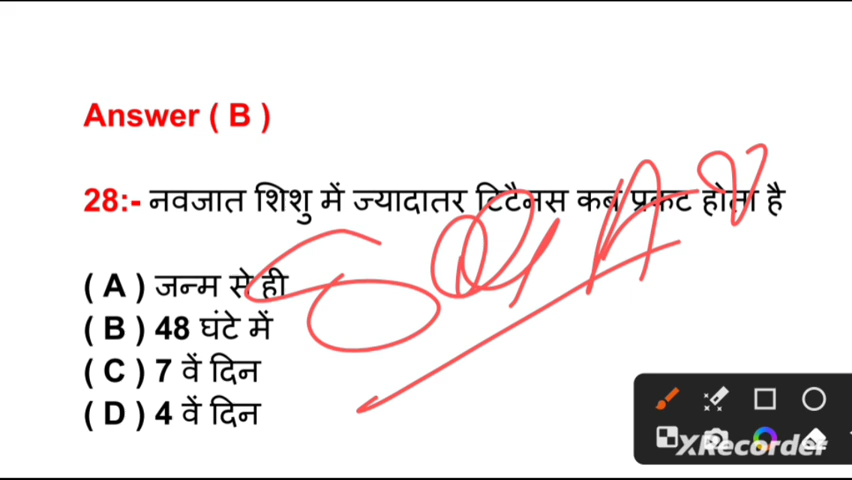 Answer ( B )
28:- नवजात शिशु में ज्यादातर टिटैनस कब प्रकट होता है
( A ) जन्म से ही
( B ) 48 घंटे में
( C ) 7 वें दिन
( D ) 4 वें दिन
XRecorder